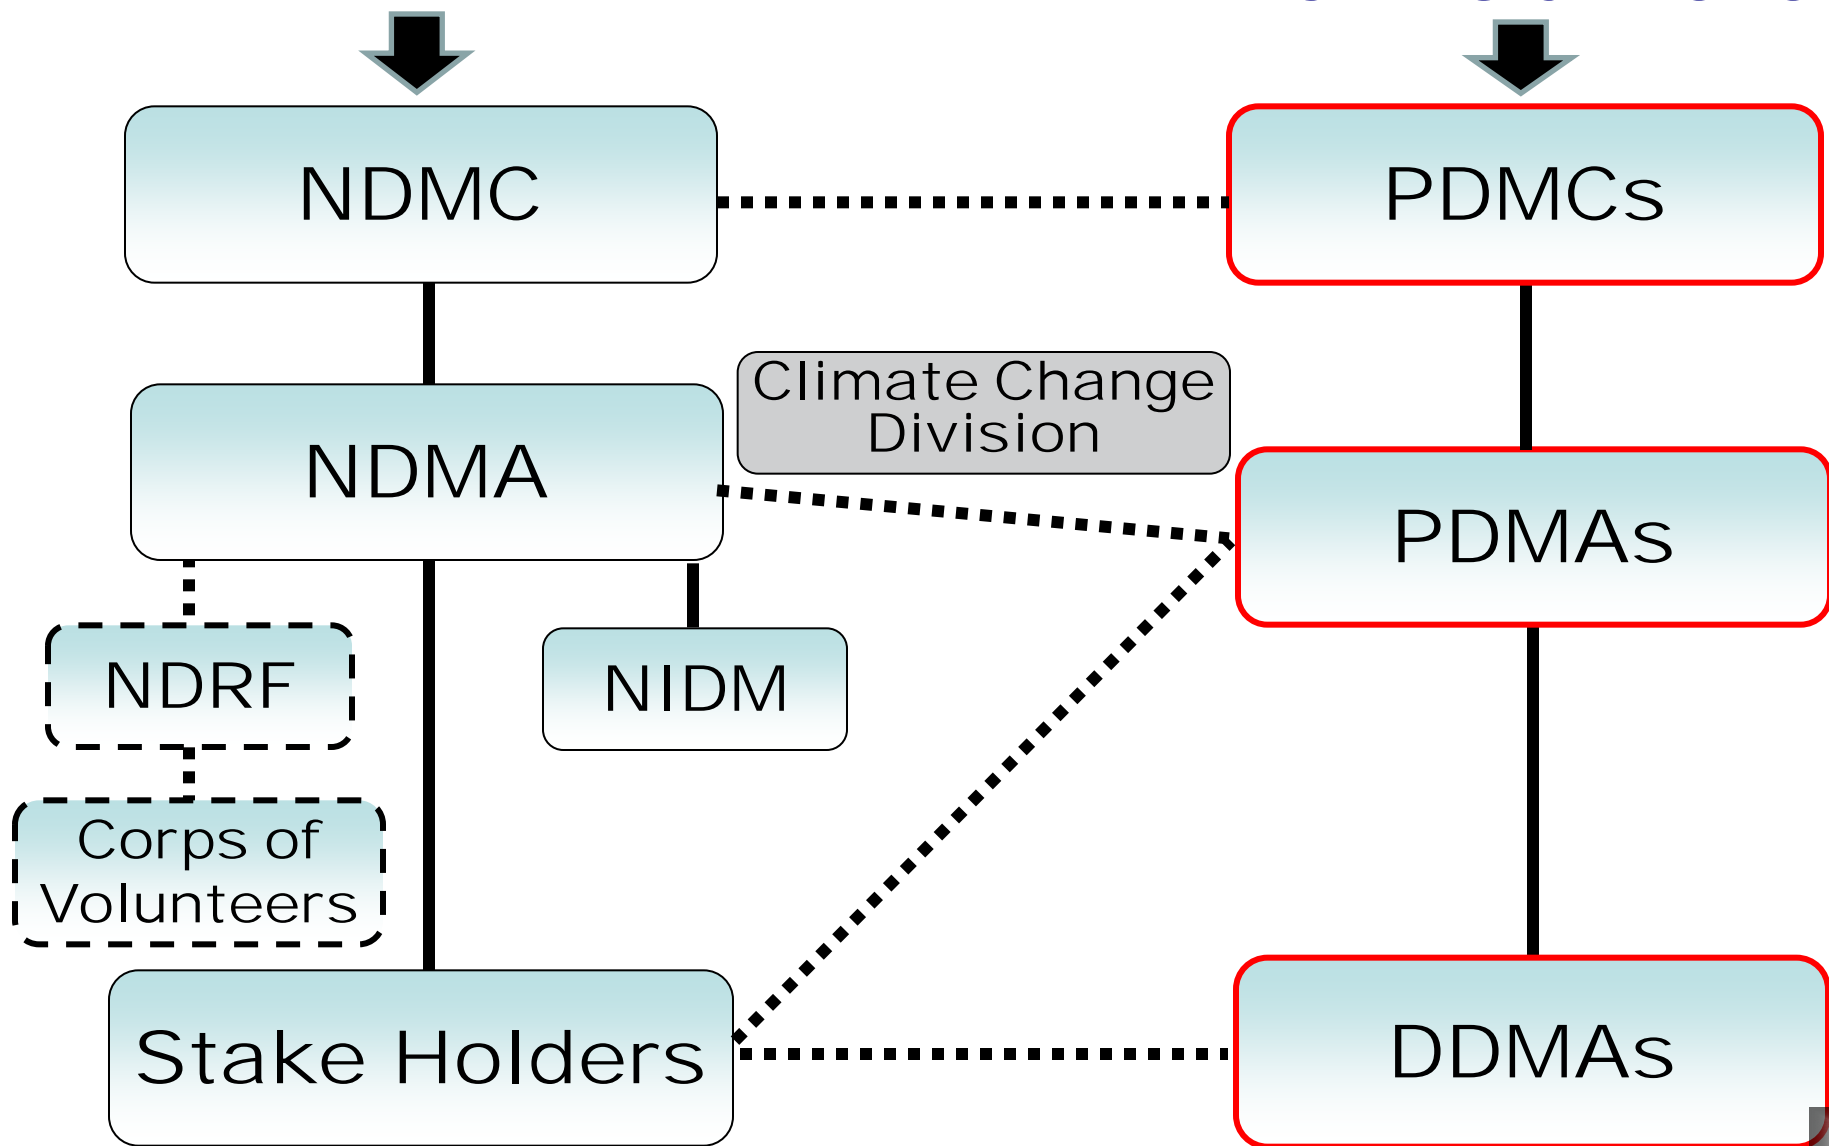 NDMC
PDMCs
Climate Change
Division
NDMA
PDMAs
NDRF
NIDM
Corps of
Volunteers
Stake Holders
DDMAs